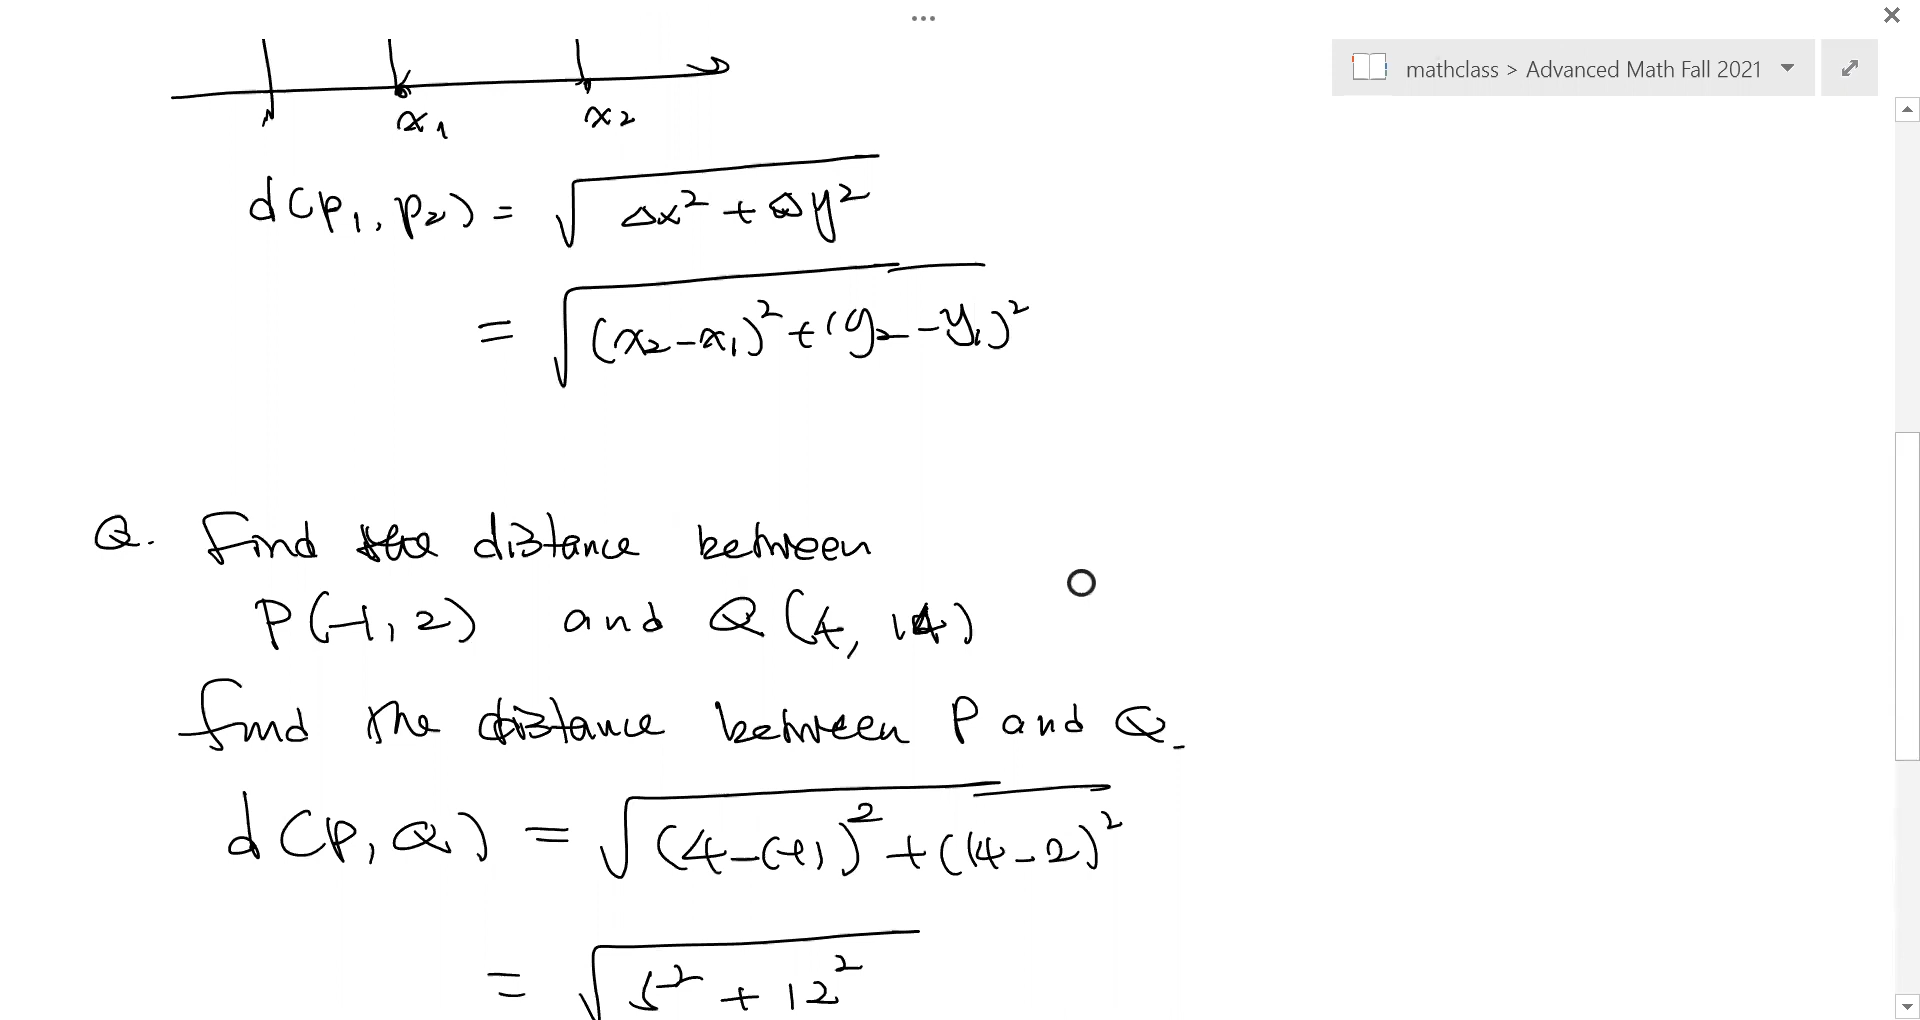 mathclass > Advanced Math Fall 2021
x₁ x₂
d(P₁, P₂) = √(Δx² + Δy²)
= √((x₂-x₁)² + (y₂-y₁)²)
Q. Find the distance between
P(-1, 2) and Q(4, 14)
find the distance between P and Q.
d(P, Q) = √((4-(-1))² + (14-2)²)
= √(5² + 12²)